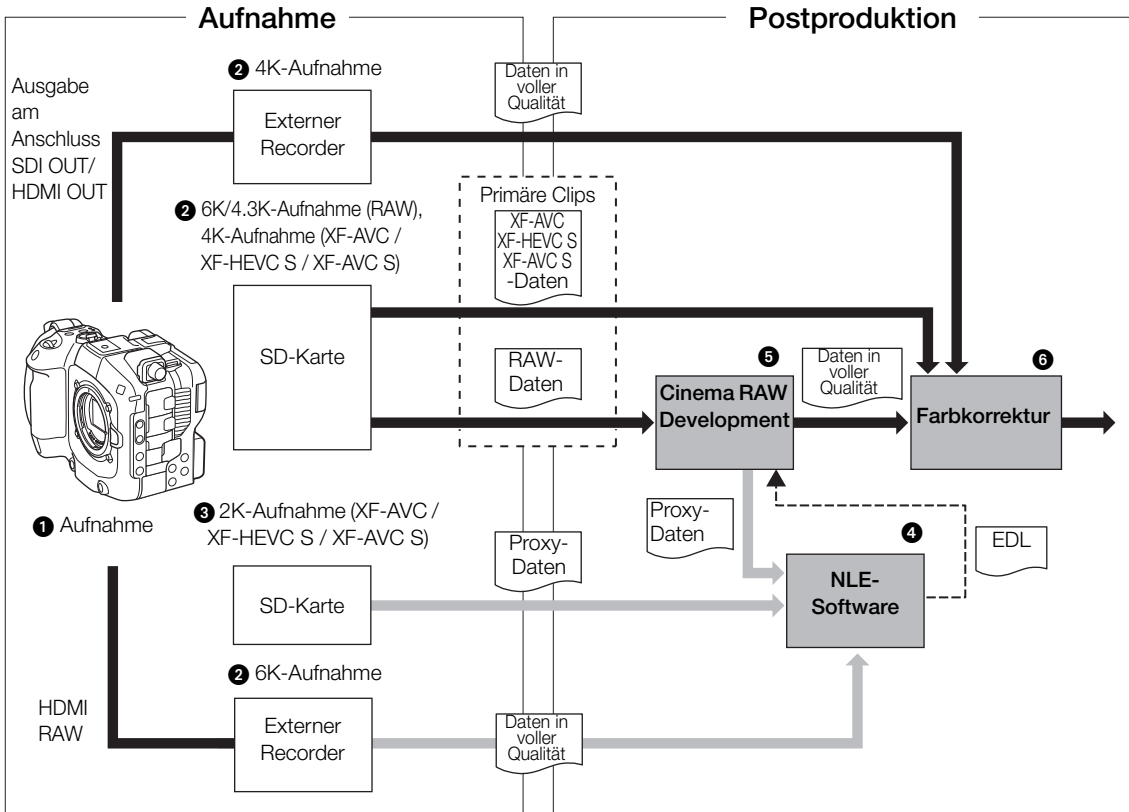 Aufnahme
Postproduktion
Ausgabe
am
Anschluss
SDI OUT/
HDMI OUT
❷ 4K-Aufnahme
Externer
Recorder
Daten in
voller
Qualität
❷ 6K/4.3K-Aufnahme (RAW),
4K-Aufnahme (XF-AVC /
XF-HEVC S / XF-AVC S)
SD-Karte
Primäre Clips
XF-AVC
XF-HEVC S
XF-AVC S
-Daten
RAW-
Daten
❺
Cinema RAW
Development
Daten in
voller
Qualität
❻
Farbkorrektur
❶ Aufnahme
❸ 2K-Aufnahme (XF-AVC /
XF-HEVC S / XF-AVC S)
SD-Karte
Proxy-
Daten
Proxy-
Daten
❹
NLE-
Software
EDL
HDMI
RAW
❷ 6K-Aufnahme
Externer
Recorder
Daten in
voller
Qualität